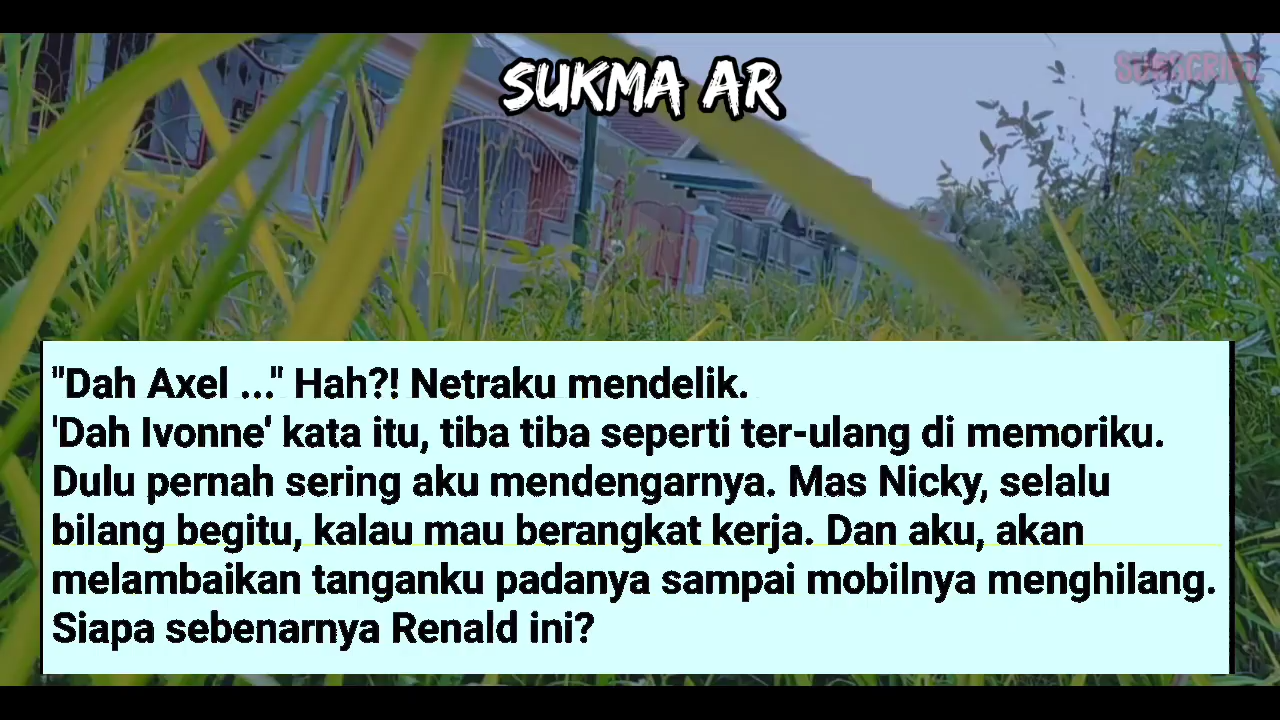 SUKMA AR
SUBSCRIPT.
"Dah Axel ..." Hah?! Netraku mendelik.
'Dah Ivonne' kata itu, tiba tiba seperti ter-ulang di memoriku.
Dulu pernah sering aku mendengarnya. Mas Nicky, selalu
bilang begitu, kalau mau berangkat kerja. Dan aku, akan
melambaikan tanganku padanya sampai mobilnya menghilang.
Siapa sebenarnya Renald ini?